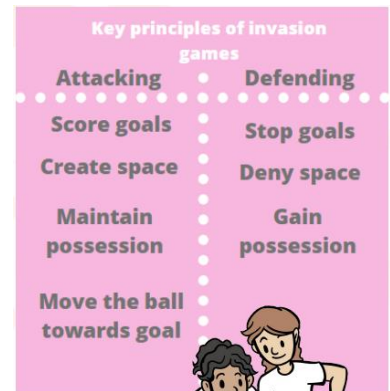 Key principles of invasion
games
Attacking
Defending
Score goals
Stop goals
Create space
Deny space
Maintain
possession
Gain
possession
Move the ball
towards goal